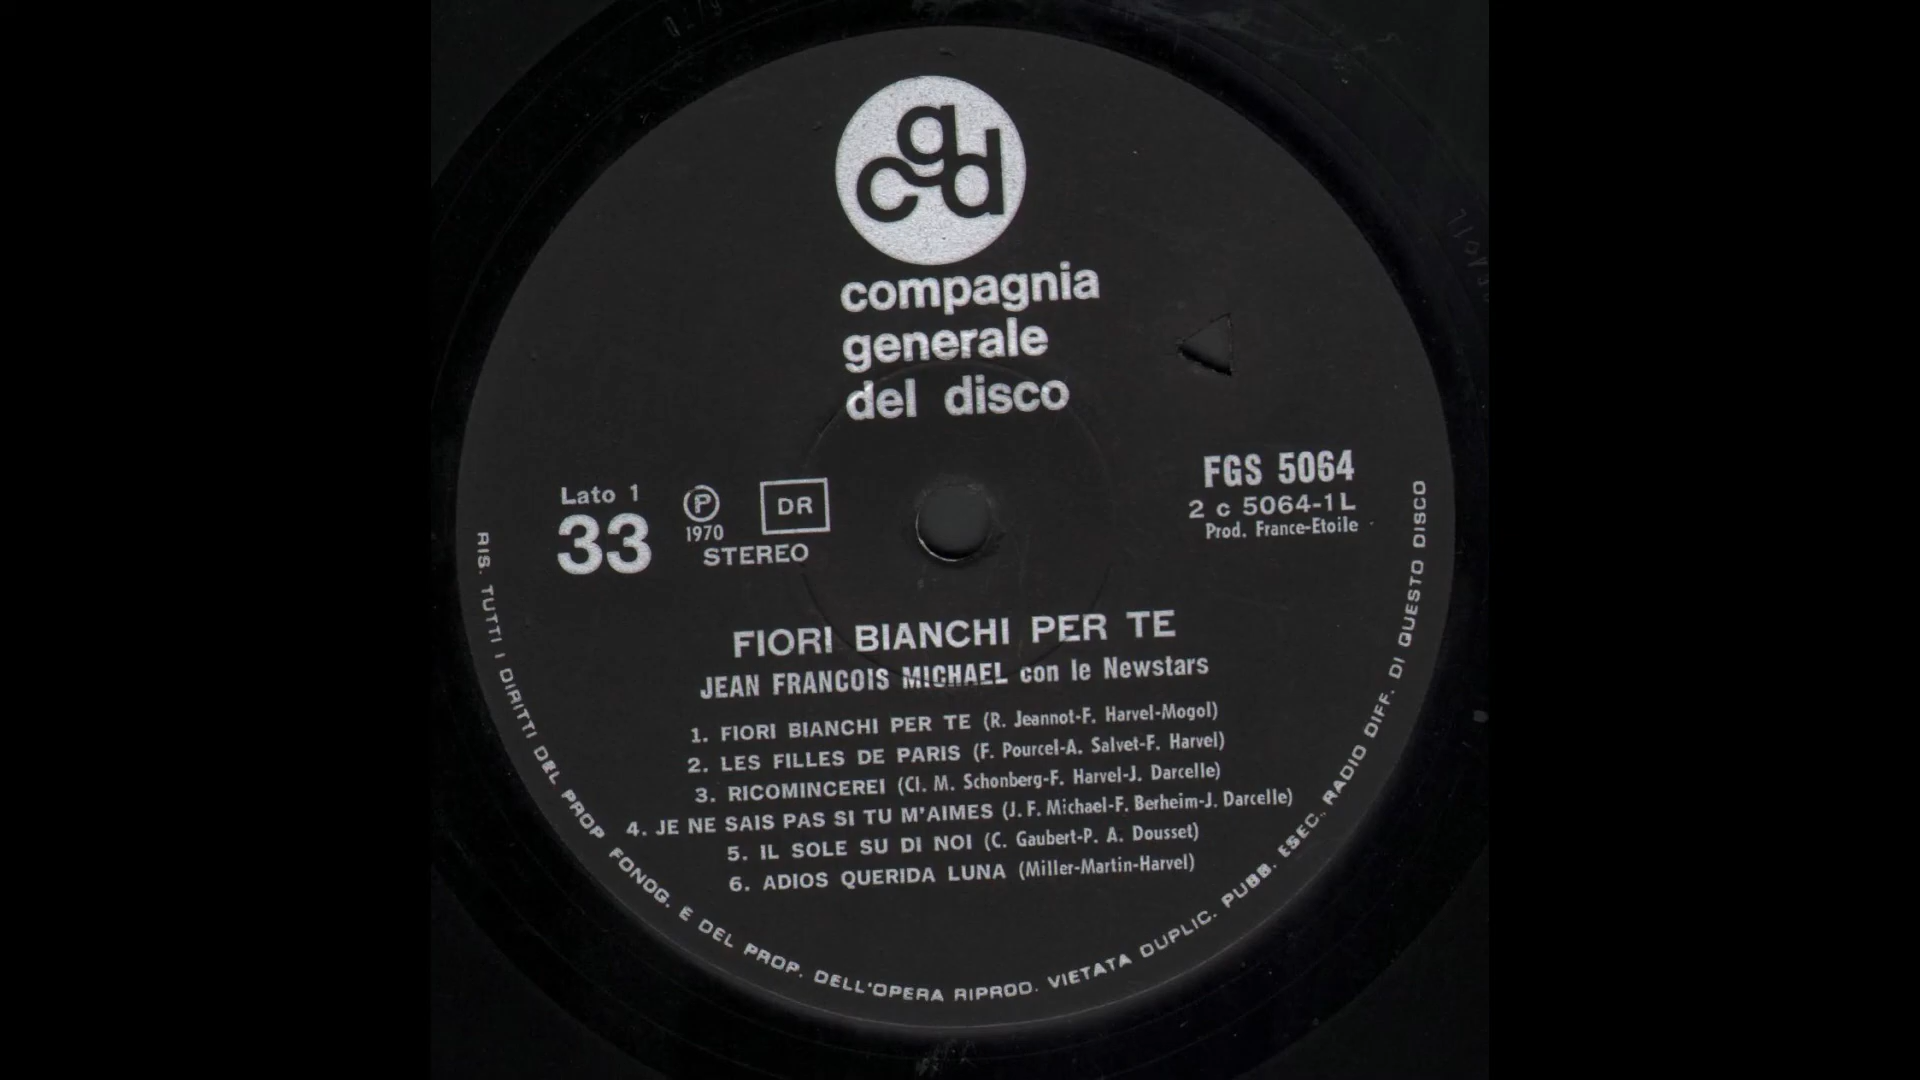 cgd
compagnia
generale
del disco
Lato 1
33
P
1970
DR
STEREO
FGS 5064
2 c 5064-1L
Prod. France-Etoile
FIORI BIANCHI PER TE
JEAN FRANCOIS MICHAEL con le Newstars
1. FIORI BIANCHI PER TE (R. Jeannot-F. Harvel-Mogol)
2. LES FILLES DE PARIS (F. Pourcel-A. Salvet-F. Harvel)
3. RICOMINCEREI (Cl. M. Schonberg-F. Harvel-J. Darcelle)
4. JE NE SAIS PAS SI TU M'AIMES (J. F. Michael-F. Berheim-J. Darcelle)
5. IL SOLE SU DI NOI (C. Gaubert-P. A. Dousset)
6. ADIOS QUERIDA LUNA (Miller-Martin-Harvel)
RIS. TUTTI I DIRITTI DEL PROP FONOG. E DEL PROP. DELL'OPERA RIPROD. VIETATA DUPLIC. PUBB. ESEC. RADIO DIFF. DI QUESTO DISCO